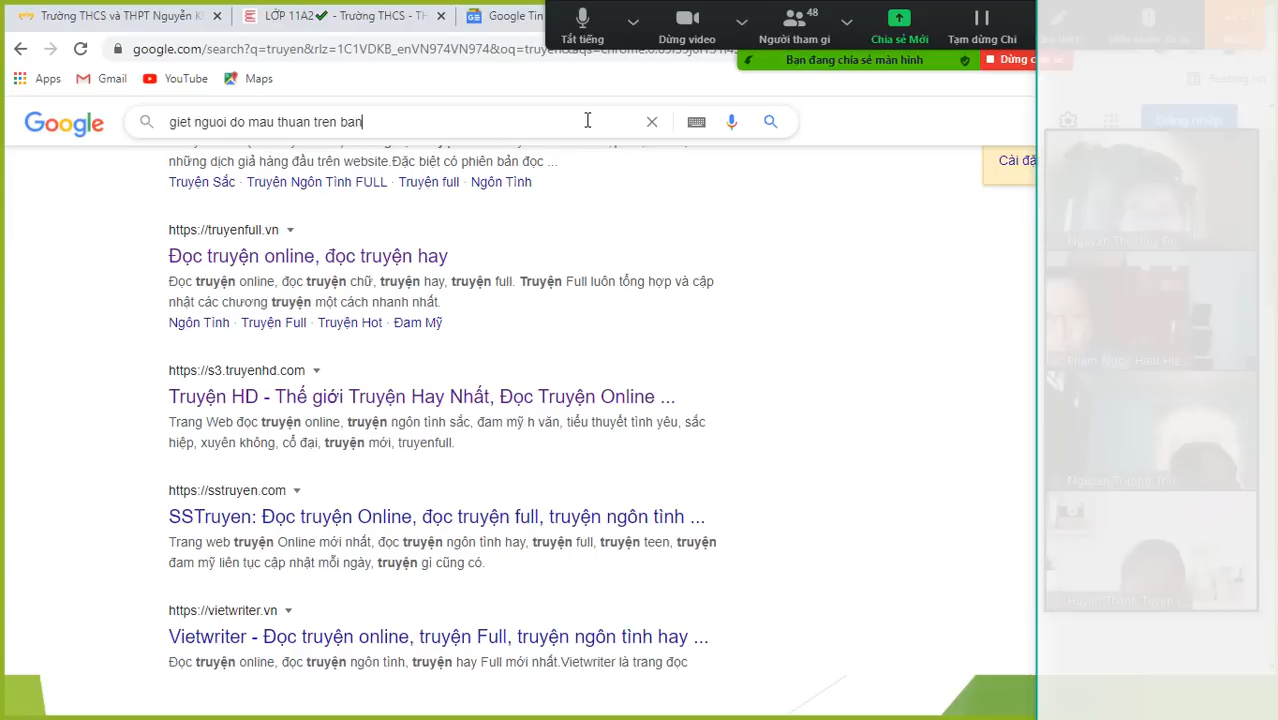 Trường THCS và THPT Nguyễn K
LỚP 11A2✔ - Trường THCS - TH
Google Tin
Tắt tiếng
Dừng video
48
Người tham gi
Chia sẻ Mới
Tạm dừng Chi
google.com/search?q=truyen&rlz=1C1VDKB_enVN974VN974&oq=truyen&aqs=chrome.0.69i59j0i51
Bạn đang chia sẻ màn hình
Dừng
Apps
Gmail
YouTube
Maps
Reading
Google
giet nguoi do mau thuan tren ban
Đăng nhập
những dịch giả hàng đầu trên website.Đặc biệt có phiên bản đọc ...
Cài đặ
Truyện Sắc · Truyện Ngôn Tình FULL · Truyện full · Ngôn Tình
https://truyenfull.vn
Đọc truyện online, đọc truyện hay
Đọc truyện online, đọc truyện chữ, truyện hay, truyện full. Truyện Full luôn tổng hợp và cập
nhật các chương truyện một cách nhanh nhất.
Ngôn Tình · Truyện Full · Truyện Hot · Đam Mỹ
https://s3.truyenhd.com
Truyện HD - Thế giới Truyện Hay Nhất, Đọc Truyện Online ...
Trang Web đọc truyện online, truyện ngôn tình sắc, đam mỹ h văn, tiểu thuyết tình yêu, sắc
hiệp, xuyên không, cổ đại, truyện mới, truyenfull.
https://sstruyen.com
SSTruyen: Đọc truyện Online, đọc truyện full, truyện ngôn tình ...
Trang web truyện Online mới nhất, đọc truyện ngôn tình hay, truyện full, truyện teen, truyện
đam mỹ liên tục cập nhật mỗi ngày, truyện gì cũng có.
https://vietwriter.vn
Vietwriter - Đọc truyện online, truyện Full, truyện ngôn tình hay ...
Đọc truyện online, đọc truyện ngôn tình, truyện hay Full mới nhất.Vietwriter là trang đọc